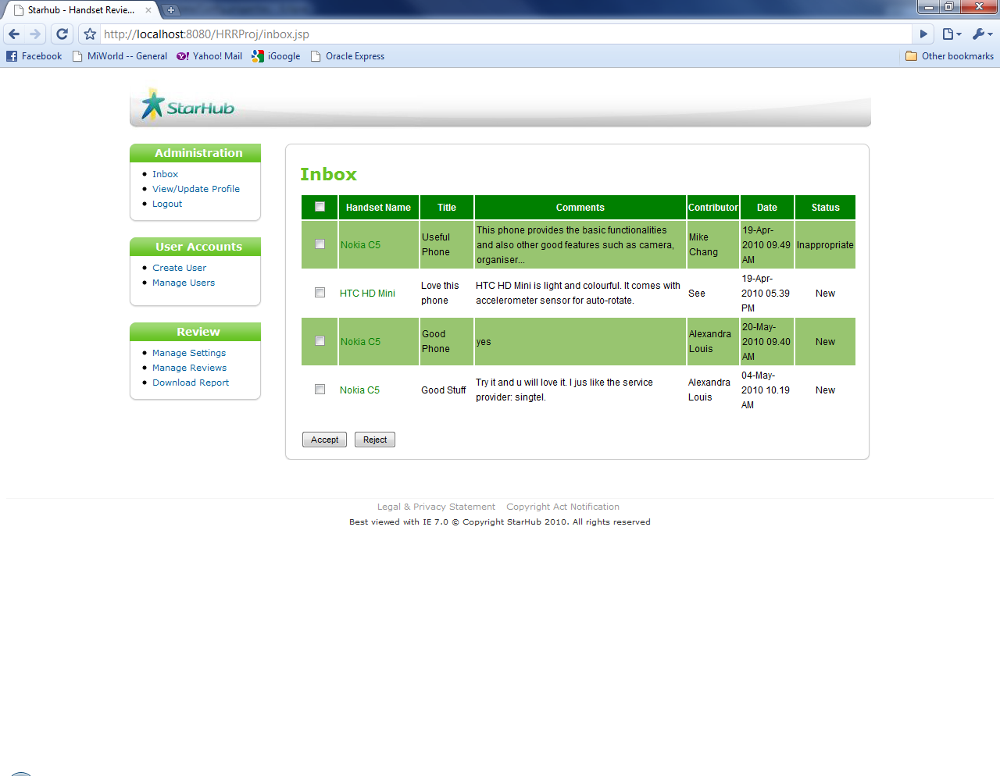 Starhub - Handset Revie...
http://localhost:8080/HRRProj/inbox.jsp
Facebook MiWorld -- General Yahoo! Mail iGoogle Oracle Express Other bookmarks
StarHub
Administration
Inbox
View/Update Profile
Logout
User Accounts
Create User
Manage Users
Review
Manage Settings
Manage Reviews
Download Report
Inbox
Handset Name Title Comments Contributor Date Status
Nokia C5
Useful
Phone
This phone provides the basic functionalities
and also other good features such as camera,
organiser...
Mike
Chang
19-Apr-
2010 09.49
AM
Inappropriate
HTC HD Mini
Love this
phone
HTC HD Mini is light and colourful. It comes with
accelerometer sensor for auto-rotate.
See
19-Apr-
2010 05.39
PM
New
Nokia C5
Good
Phone
yes
Alexandra
Louis
20-May-
2010 09.40
AM
New
Nokia C5
Good Stuff
Try it and u will love it. I jus like the service
provider: singtel.
Alexandra
Louis
04-May-
2010 10.19
AM
New
Accept Reject
Legal & Privacy Statement Copyright Act Notification
Best viewed with IE 7.0 © Copyright StarHub 2010. All rights reserved